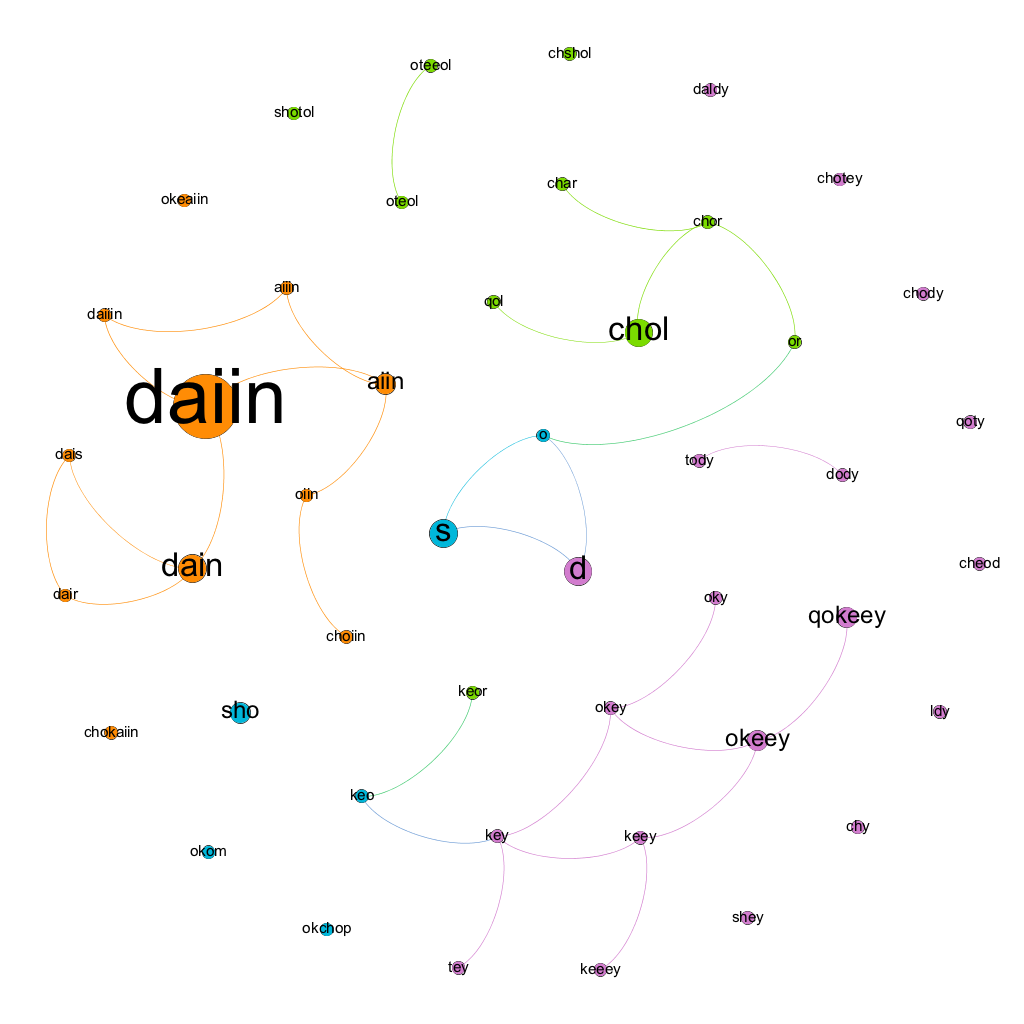 chshol
oteeol
daldy
shotol
chotey
char
okeaiin
oteol
chor
aiiin
chody
qol
daiiin
chol
or
aiin
daiin
qoty
o
dais
tody
dody
oiin
s
cheod
dain
d
dair
oky
qokeey
choiin
keor
okey
sho
ldy
chokaiin
okeey
keo
chy
key
keey
okom
shey
okchop
tey
keeey